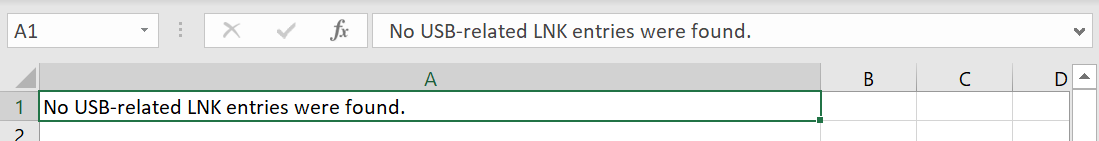 A1 fx No USB-related LNK entries were found.
A B C D
1 No USB-related LNK entries were found.
2